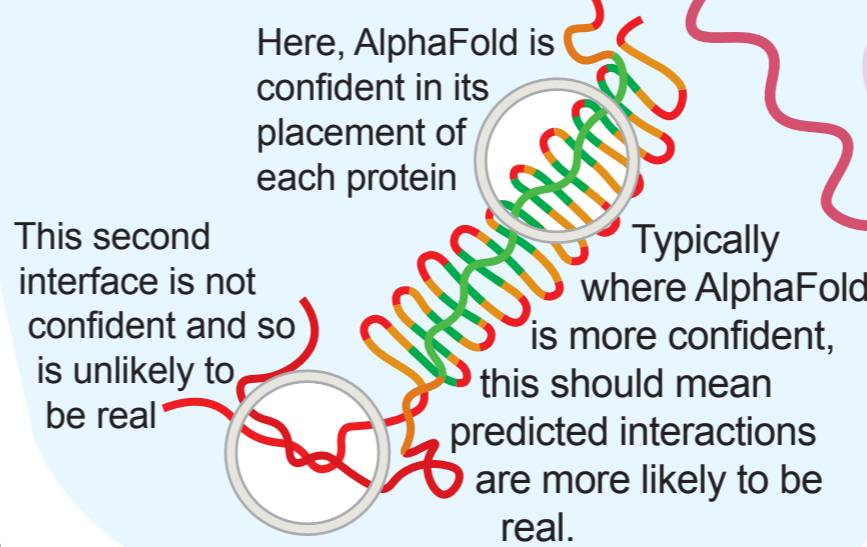 Here, AlphaFold is
confident in its
placement of
each protein
This second
interface is not
confident and so
is unlikely to
be real
Typically
where AlphaFold
is more confident,
this should mean
predicted interactions
are more likely to be
real.